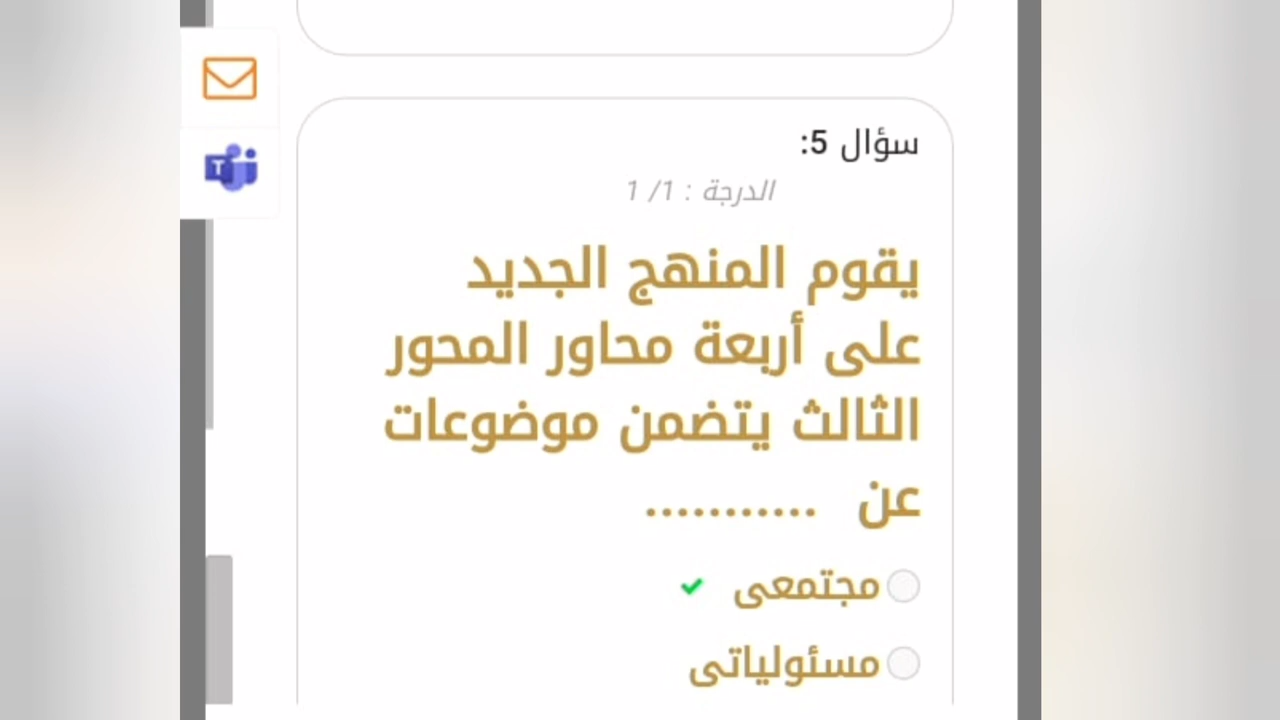 سؤال 5:
الدرجة : 1/ 1
يقوم المنهج الجديد
على أربعة محاور المحور
الثالث يتضمن موضوعات
عن ...........
مجتمعى
مسئولياتى
T